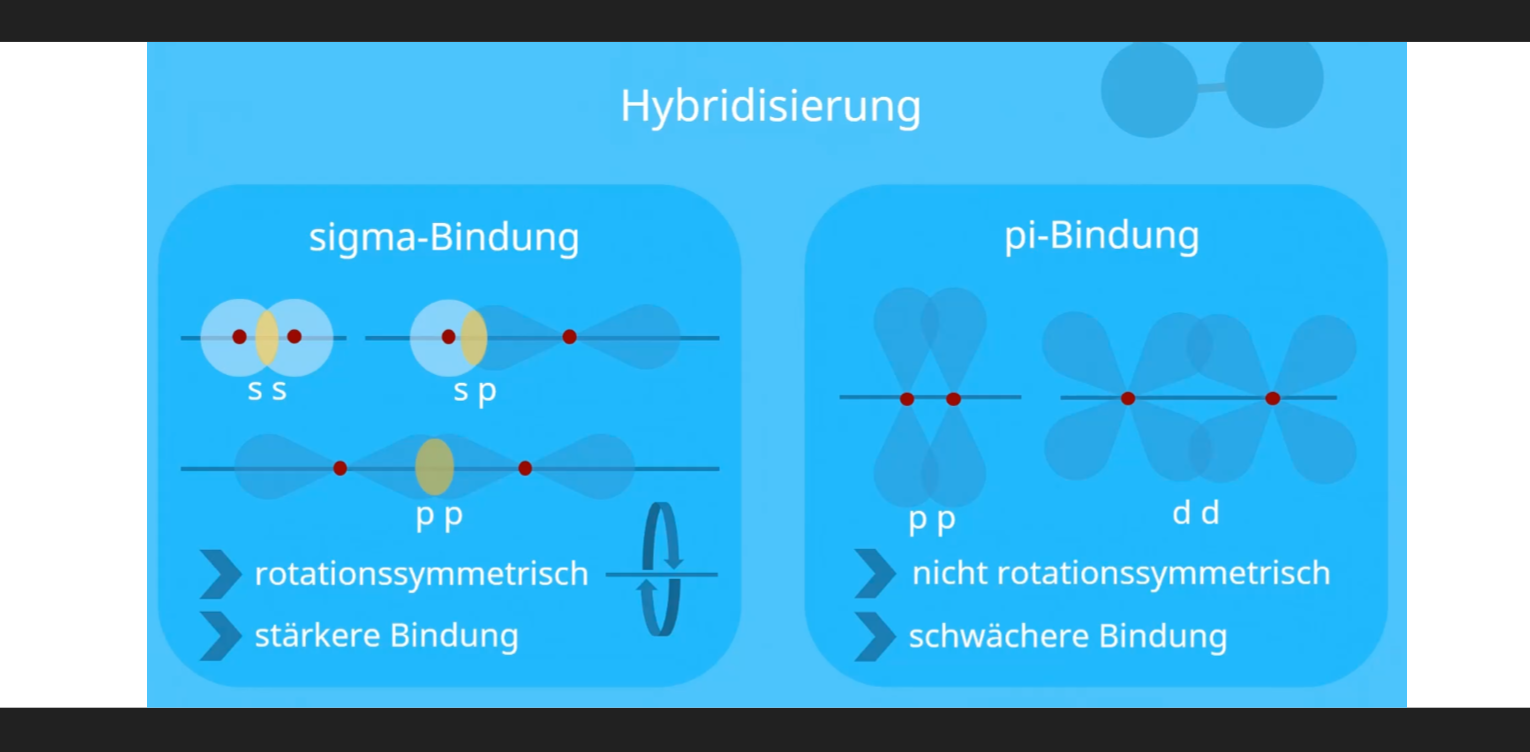 Hybridisierung
sigma-Bindung
s s
s p
p p
rotationssymmetrisch
stärkere Bindung
pi-Bindung
p p
d d
nicht rotationssymmetrisch
schwächere Bindung